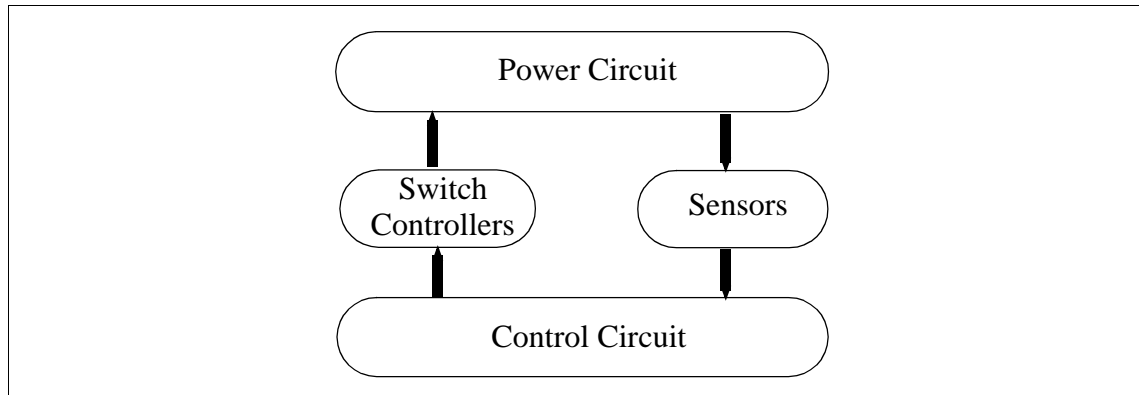 Power Circuit
Switch
Controllers
Sensors
Control Circuit